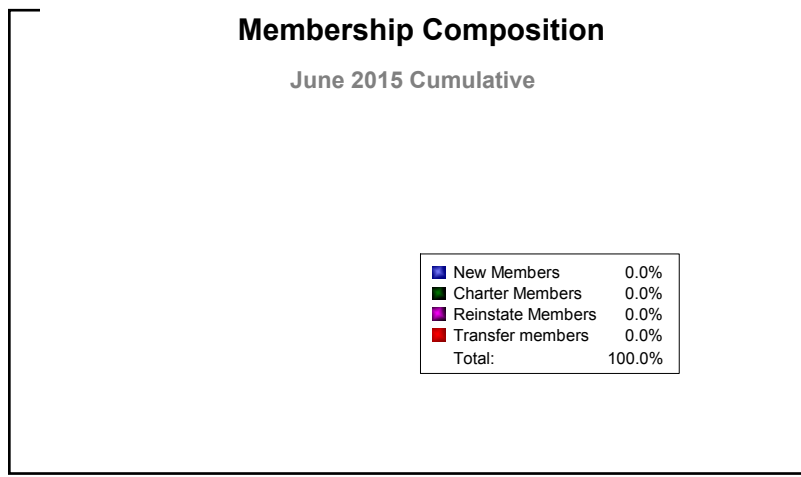 Membership Composition
June 2015 Cumulative
New Members 0.0%
Charter Members 0.0%
Reinstate Members 0.0%
Transfer members 0.0%
Total: 100.0%